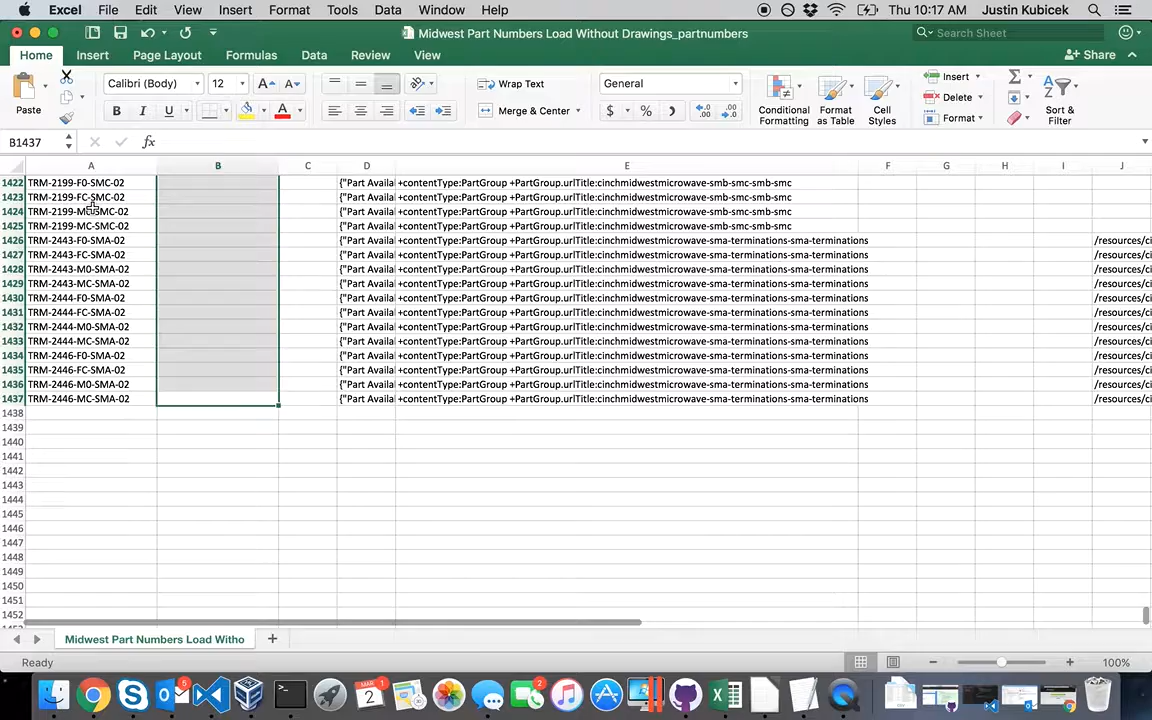 Excel File Edit View Insert Format Tools Data Window Help Thu 10:17 AM Justin Kubicek
Midwest Part Numbers Load Without Drawings_partnumbers
Search Sheet
Home Insert Page Layout Formulas Data Review View
Share
Paste
Calibri (Body) 12
Wrap Text
General
Merge & Center
Conditional Formatting
Format as Table
Cell Styles
Insert
Delete
Format
Sort & Filter
B1437 fx
A B C D E F G H I J
1422 TRM-2199-F0-SMC-02 {"Part Availal +contentType:PartGroup +PartGroup.urlTitle:cinchmidwestmicrowave-smb-smc-smb-smc
1423 TRM-2199-FC-SMC-02 {"Part Availal +contentType:PartGroup +PartGroup.urlTitle:cinchmidwestmicrowave-smb-smc-smb-smc
1424 {"Part Availal +contentType:PartGroup +PartGroup.urlTitle:cinchmidwestmicrowave-smb-smc-smb-smc
1425 TRM-2199-MC-SMC-02 {"Part Availal +contentType:PartGroup +PartGroup.urlTitle:cinchmidwestmicrowave-smb-smc-smb-smc
1426 TRM-2443-F0-SMA-02 {"Part Availal +contentType:PartGroup +PartGroup.urlTitle:cinchmidwestmicrowave-sma-terminations-sma-terminations /resources/ci
1427 TRM-2443-FC-SMA-02 {"Part Availal +contentType:PartGroup +PartGroup.urlTitle:cinchmidwestmicrowave-sma-terminations-sma-terminations /resources/ci
1428 TRM-2443-M0-SMA-02 {"Part Availal +contentType:PartGroup +PartGroup.urlTitle:cinchmidwestmicrowave-sma-terminations-sma-terminations /resources/ci
1429 TRM-2443-MC-SMA-02 {"Part Availal +contentType:PartGroup +PartGroup.urlTitle:cinchmidwestmicrowave-sma-terminations-sma-terminations /resources/ci
1430 TRM-2444-F0-SMA-02 {"Part Availal +contentType:PartGroup +PartGroup.urlTitle:cinchmidwestmicrowave-sma-terminations-sma-terminations /resources/ci
1431 TRM-2444-FC-SMA-02 {"Part Availal +contentType:PartGroup +PartGroup.urlTitle:cinchmidwestmicrowave-sma-terminations-sma-terminations /resources/ci
1432 TRM-2444-M0-SMA-02 {"Part Availal +contentType:PartGroup +PartGroup.urlTitle:cinchmidwestmicrowave-sma-terminations-sma-terminations /resources/ci
1433 TRM-2444-MC-SMA-02 {"Part Availal +contentType:PartGroup +PartGroup.urlTitle:cinchmidwestmicrowave-sma-terminations-sma-terminations /resources/ci
1434 TRM-2446-F0-SMA-02 {"Part Availal +contentType:PartGroup +PartGroup.urlTitle:cinchmidwestmicrowave-sma-terminations-sma-terminations /resources/ci
1435 TRM-2446-FC-SMA-02 {"Part Availal +contentType:PartGroup +PartGroup.urlTitle:cinchmidwestmicrowave-sma-terminations-sma-terminations /resources/ci
1436 TRM-2446-M0-SMA-02 {"Part Availal +contentType:PartGroup +PartGroup.urlTitle:cinchmidwestmicrowave-sma-terminations-sma-terminations /resources/ci
1437 TRM-2446-MC-SMA-02 {"Part Availal +contentType:PartGroup +PartGroup.urlTitle:cinchmidwestmicrowave-sma-terminations-sma-terminations /resources/ci
1438
1439
1440
1441
1442
1443
1444
1445
1446
1447
1448
1449
1450
1451
1452
Midwest Part Numbers Load Witho
Ready 100%